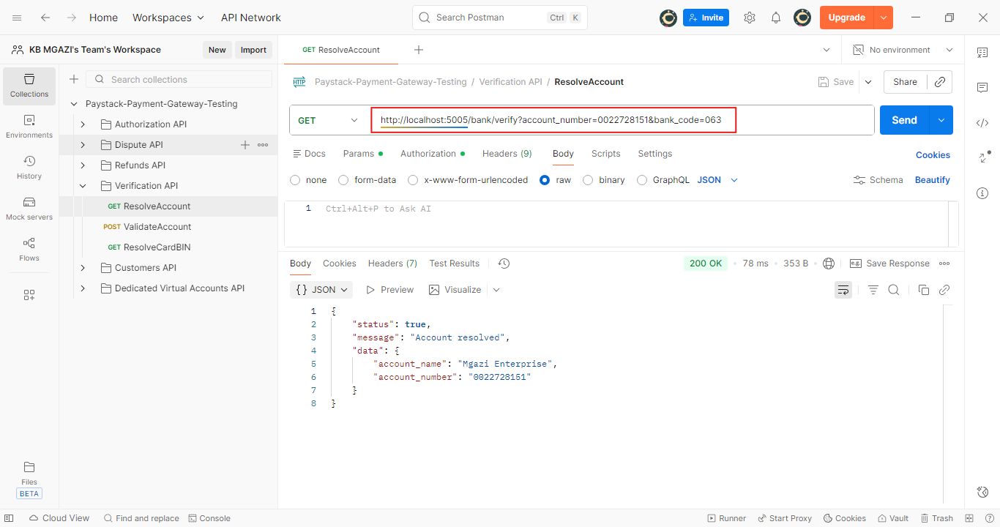 Home Workspaces API Network Search Postman Ctrl K Invite Upgrade
KB MGAZI's Team's Workspace New Import GET ResolveAccount No environment
Collections
Environments
History
Mock servers
Flows
Files
BETA
Search collections
Paystack-Payment-Gateway-Testing
Authorization API
Dispute API
Refunds API
Verification API
GET ResolveAccount
POST ValidateAccount
GET ResolveCardBIN
Customers API
Dedicated Virtual Accounts API
HTTP Paystack-Payment-Gateway-Testing / Verification API / ResolveAccount Save Share
GET http://localhost:5005/bank/verify?account_number=0022728151&bank_code=063 Send
Docs Params Authorization Headers (9) Body Scripts Settings Cookies
none form-data x-www-form-urlencoded raw binary GraphQL JSON Schema Beautify
1 Ctrl+Alt+P to Ask AI
Body Cookies Headers (7) Test Results 200 OK • 78 ms • 353 B • e.g. Save Response
{} JSON Preview Visualize
1 {
2 "status": true,
3 "message": "Account resolved",
4 "data": {
5 "account_name": "Mgazi Enterprise",
6 "account_number": "0022728151"
7 }
8 }
Cloud View Find and replace Console Runner Start Proxy Cookies Vault Trash